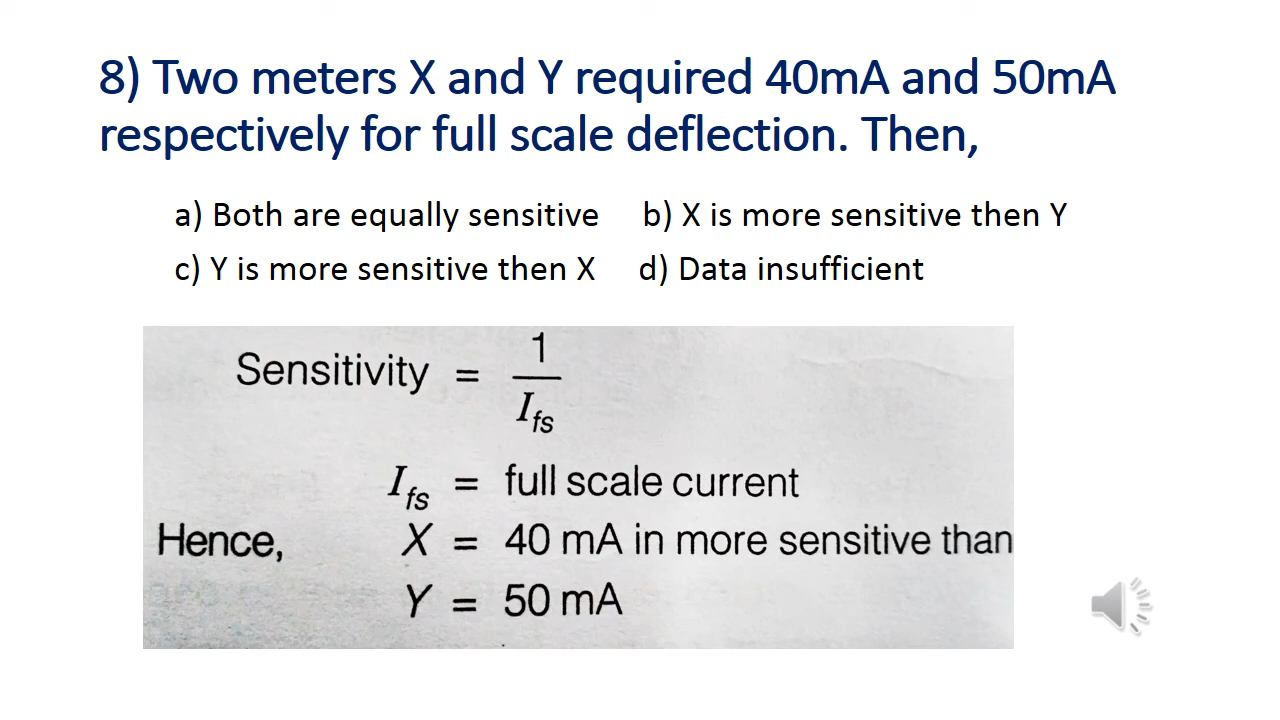 8) Two meters X and Y required 40mA and 50mA
respectively for full scale deflection. Then,
a) Both are equally sensitive b) X is more sensitive then Y
c) Y is more sensitive then X d) Data insufficient
Sensitivity = 1 / I_fs
I_fs = full scale current
Hence, X = 40 mA in more sensitive than
Y = 50 mA